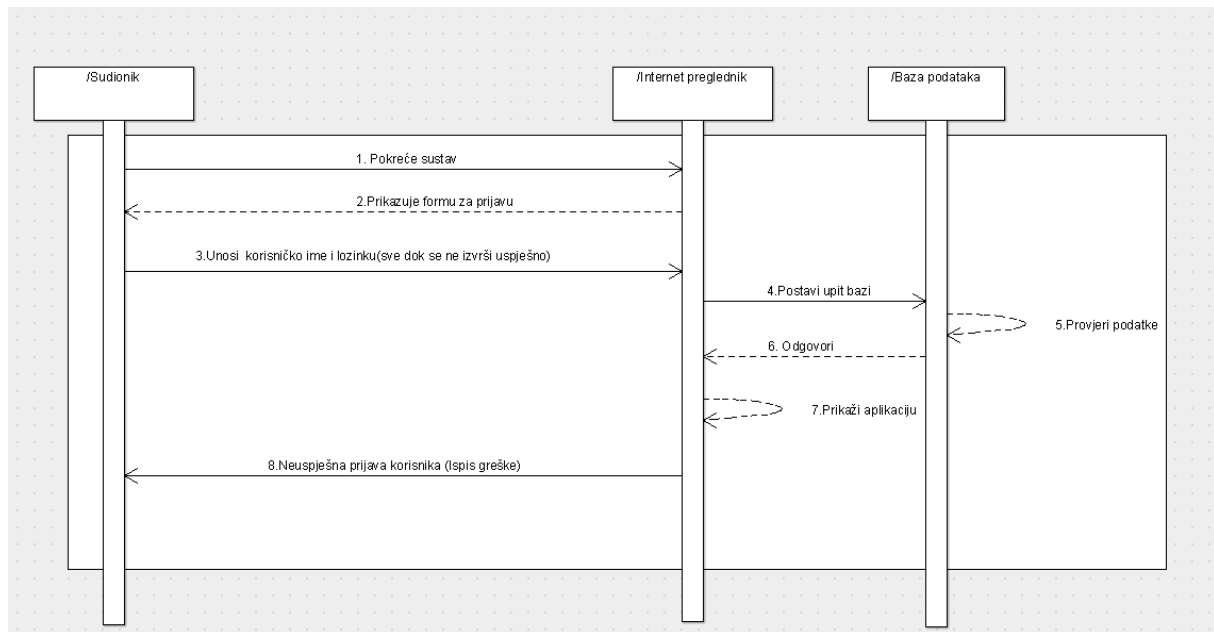 /Sudionik
/Internet preglednik
/Baza podataka
1. Pokreće sustav
2.Prikazuje formu za prijavu
3.Unosi korisničko ime i lozinku(sve dok se ne izvrši uspješno)
4.Postavi upit bazi
5.Provjeri podatke
6. Odgovori
7.Prikaži aplikaciju
8.Neuspješna prijava korisnika (Ispis greške)